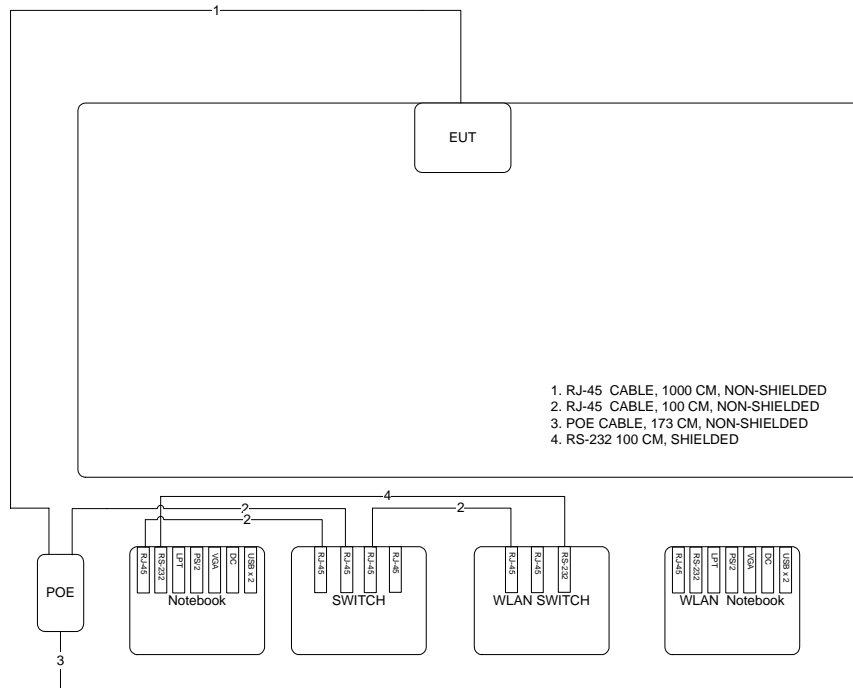 1
EUT
1. RJ-45 CABLE, 1000 CM, NON-SHIELDED
2. RJ-45 CABLE, 100 CM, NON-SHIELDED
3. POE CABLE, 173 CM, NON-SHIELDED
4. RS-232 100 CM, SHIELDED
4
2
2
2
POE
3
RJ-45
RS-232
LPT
PS/2
VGA
DC
USB x 2
Notebook
RJ-45
RJ-45
RJ-45
RJ-45
SWITCH
RJ-45
RJ-45
RS-232
WLAN SWITCH
RJ-45
RS-232
LPT
PS/2
VGA
DC
USB x 2
WLAN Notebook